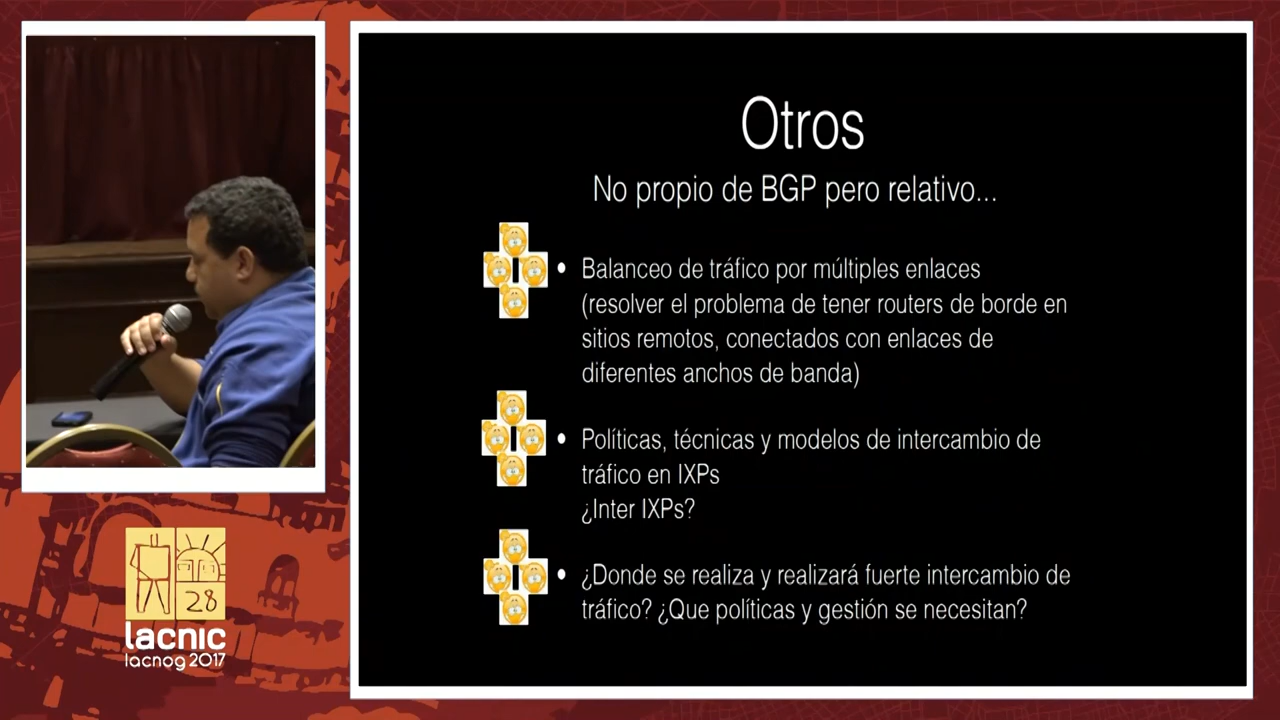 Otros
No propio de BGP pero relativo...
• Balanceo de tráfico por múltiples enlaces
(resolver el problema de tener routers de borde en
sitios remotos, conectados con enlaces de
diferentes anchos de banda)
• Políticas, técnicas y modelos de intercambio de
tráfico en IXPs
¿Inter IXPs?
• ¿Donde se realiza y realizará fuerte intercambio de
tráfico? ¿Que políticas y gestión se necesitan?
28
lacnic
lacnog 2017